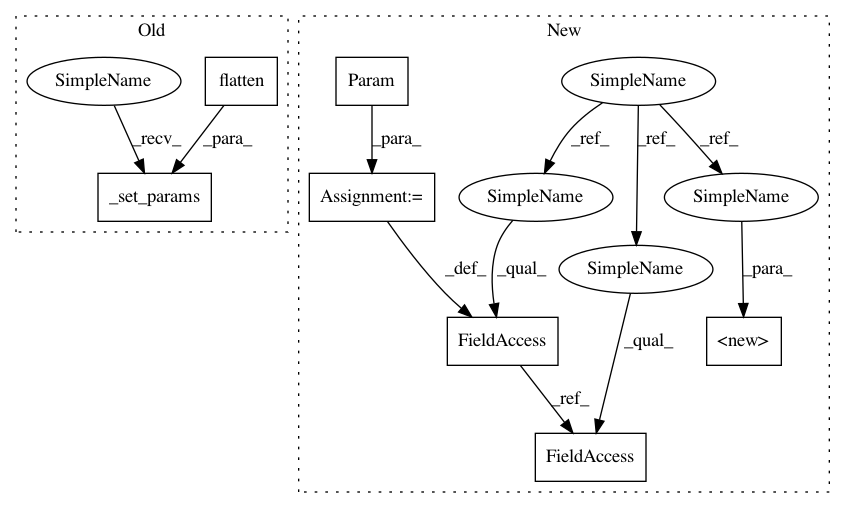 Old
New
SimpleName
flatten
Param
SimpleName
_recv_
_para_
_para_
_ref_
_ref_
_ref_
_set_params
Assignment:=
SimpleName
SimpleName
SimpleName
_def_
_qual_
_para_
FieldAccess
_qual_
<new>
_ref_
FieldAccess